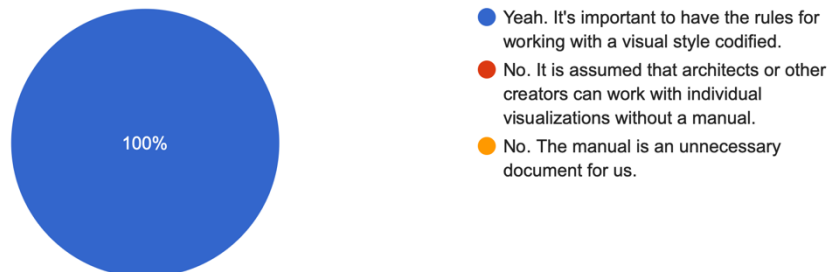 100%
Yeah. It's important to have the rules for
working with a visual style codified.
No. It is assumed that architects or other
creators can work with individual
visualizations without a manual.
No. The manual is an unnecessary
document for us.